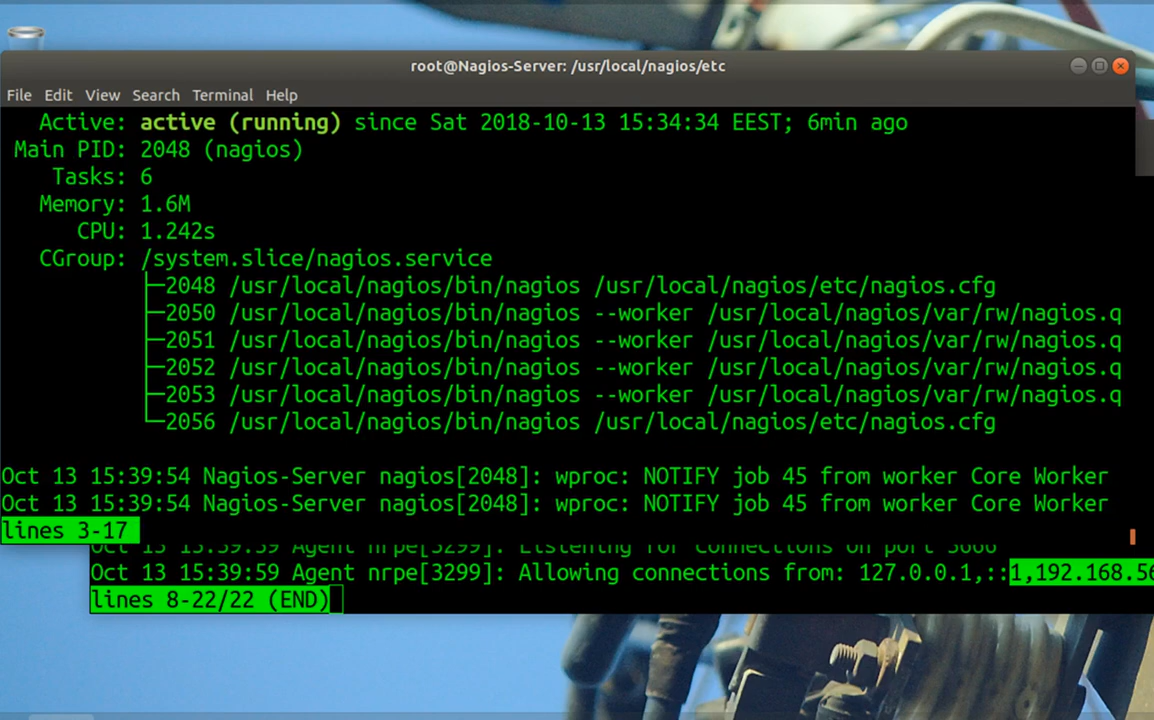 root@Nagios-Server: /usr/local/nagios/etc
File Edit View Search Terminal Help
Active: active (running) since Sat 2018-10-13 15:34:34 EEST; 6min ago
Main PID: 2048 (nagios)
Tasks: 6
Memory: 1.6M
CPU: 1.242s
CGroup: /system.slice/nagios.service
├─2048 /usr/local/nagios/bin/nagios /usr/local/nagios/etc/nagios.cfg
├─2050 /usr/local/nagios/bin/nagios --worker /usr/local/nagios/var/rw/nagios.q
├─2051 /usr/local/nagios/bin/nagios --worker /usr/local/nagios/var/rw/nagios.q
├─2052 /usr/local/nagios/bin/nagios --worker /usr/local/nagios/var/rw/nagios.q
├─2053 /usr/local/nagios/bin/nagios --worker /usr/local/nagios/var/rw/nagios.q
└─2056 /usr/local/nagios/bin/nagios /usr/local/nagios/etc/nagios.cfg
Oct 13 15:39:54 Nagios-Server nagios[2048]: wproc: NOTIFY job 45 from worker Core Worker
Oct 13 15:39:54 Nagios-Server nagios[2048]: wproc: NOTIFY job 45 from worker Core Worker
lines 3-17
Oct 13 15:39:59 Agent nrpe[3299]: Listening for connections on port 5666
Oct 13 15:39:59 Agent nrpe[3299]: Allowing connections from: 127.0.0.1,::1,192.168.56
lines 8-22/22 (END)